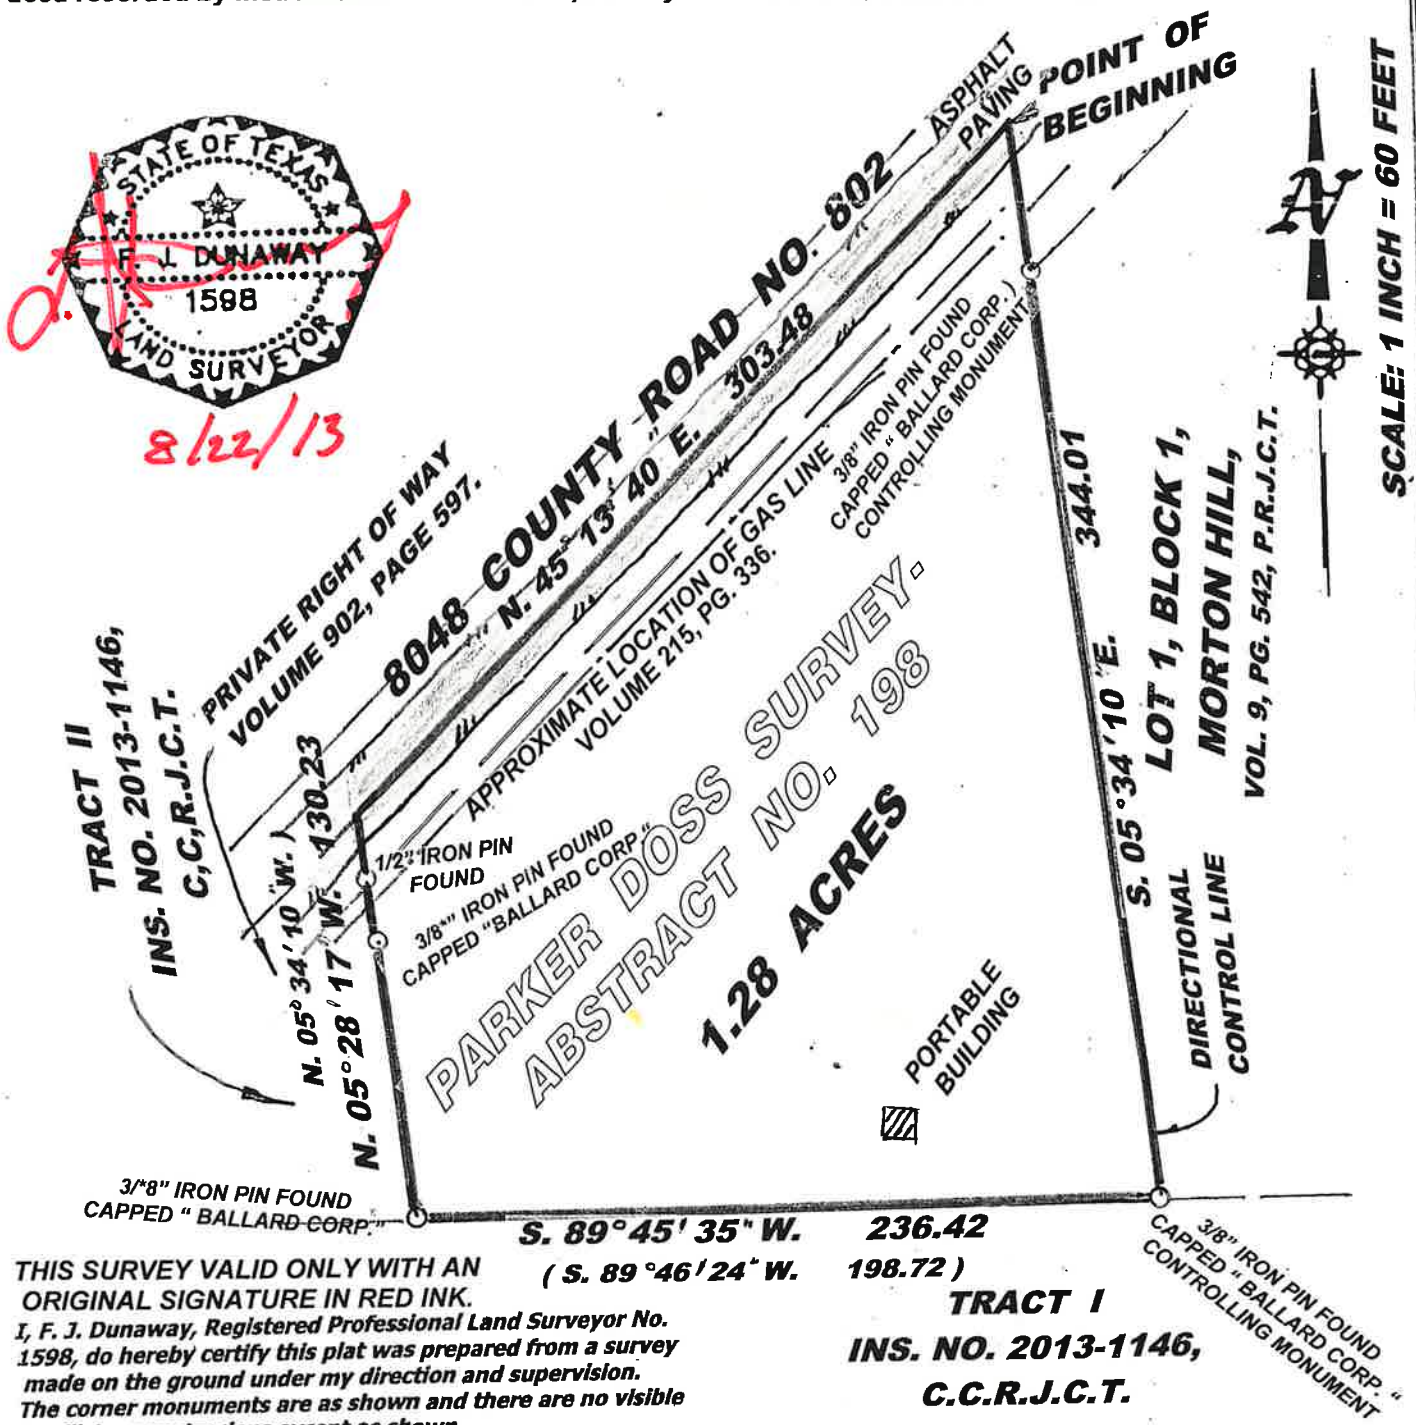 POINT OF
BEGINNING
ASPHALT
PAVING
SCALE: 1 INCH = 60 FEET
N
STATE OF TEXAS
F. J. DUNAWAY
1598
LAND SURVEYOR
8/22/13
PRIVATE RIGHT OF WAY
VOLUME 902, PAGE 597.
8048 COUNTY ROAD NO. 802
N. 45° 13' 40" E. 303.48
3/8" IRON PIN FOUND
CAPPED " BALLARD CORP. )
CONTROLLING MONUMENT
APPROXIMATE LOCATION OF GAS LINE
VOLUME 215, PG. 336.
344.01
S. 05°34'10"E.
LOT 1, BLOCK 1,
MORTON HILL,
VOL. 9, PG. 542, P.R.J.C.T.
TRACT II
INS. NO. 2013-1146,
C,C,R.J.C.T.
130.23
N. 05°28'17" W.
N. 05°34'10"W. )
1/2" IRON PIN
FOUND
3/8*" IRON PIN FOUND
CAPPED "BALLARD CORP."
PARKER DOSS SURVEY.
ABSTRACT NO. 198
1.28 ACRES
PORTABLE
BUILDING
DIRECTIONAL
CONTROL LINE
3/*8" IRON PIN FOUND
CAPPED " BALLARD CORP."
S. 89°45'35" W. 236.42
( S. 89°46'24" W. 198.72 )
3/8" IRON PIN FOUND
CAPPED " BALLARD CORP. "
CONTROLLING MONUMENT
TRACT I
INS. NO. 2013-1146,
C.C.R.J.C.T.
THIS SURVEY VALID ONLY WITH AN
ORIGINAL SIGNATURE IN RED INK.
I, F. J. Dunaway, Registered Professional Land Surveyor No.
1598, do hereby certify this plat was prepared from a survey
made on the ground under my direction and supervision.
The corner monuments are as shown and there are no visible